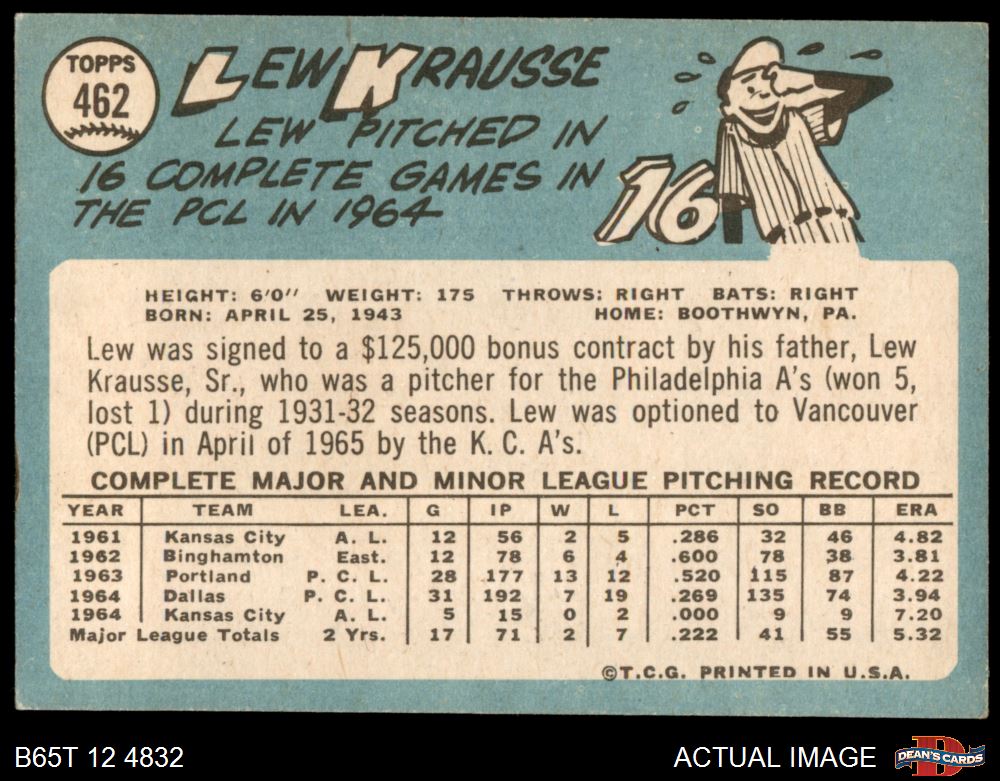 TOPPS
462
LEW KRAUSSE
LEW PITCHED IN
16 COMPLETE GAMES IN
THE PCL IN 1964
16
HEIGHT: 6'0" WEIGHT: 175 THROWS: RIGHT BATS: RIGHT
BORN: APRIL 25, 1943 HOME: BOOTHWYN, PA.
Lew was signed to a $125,000 bonus contract by his father, Lew
Krausse, Sr., who was a pitcher for the Philadelphia A's (won 5,
lost 1) during 1931-32 seasons. Lew was optioned to Vancouver
(PCL) in April of 1965 by the K. C. A's.
COMPLETE MAJOR AND MINOR LEAGUE PITCHING RECORD
YEAR TEAM LEA. G IP W L PCT SO BB ERA
1961 Kansas City A. L. 12 56 2 5 .286 32 46 4.82
1962 Binghamton East. 12 78 6 4 .600 78 38 3.81
1963 Portland P. C. L. 28 177 13 12 .520 115 87 4.22
1964 Dallas P. C. L. 31 192 7 19 .269 135 74 3.94
1964 Kansas City A. L. 5 15 0 2 .000 9 9 7.20
Major League Totals 2 Yrs. 17 71 2 7 .222 41 55 5.32
©T.C.G. PRINTED IN U.S.A.
B65T 12 4832 ACTUAL IMAGE DEAN'S CARDS